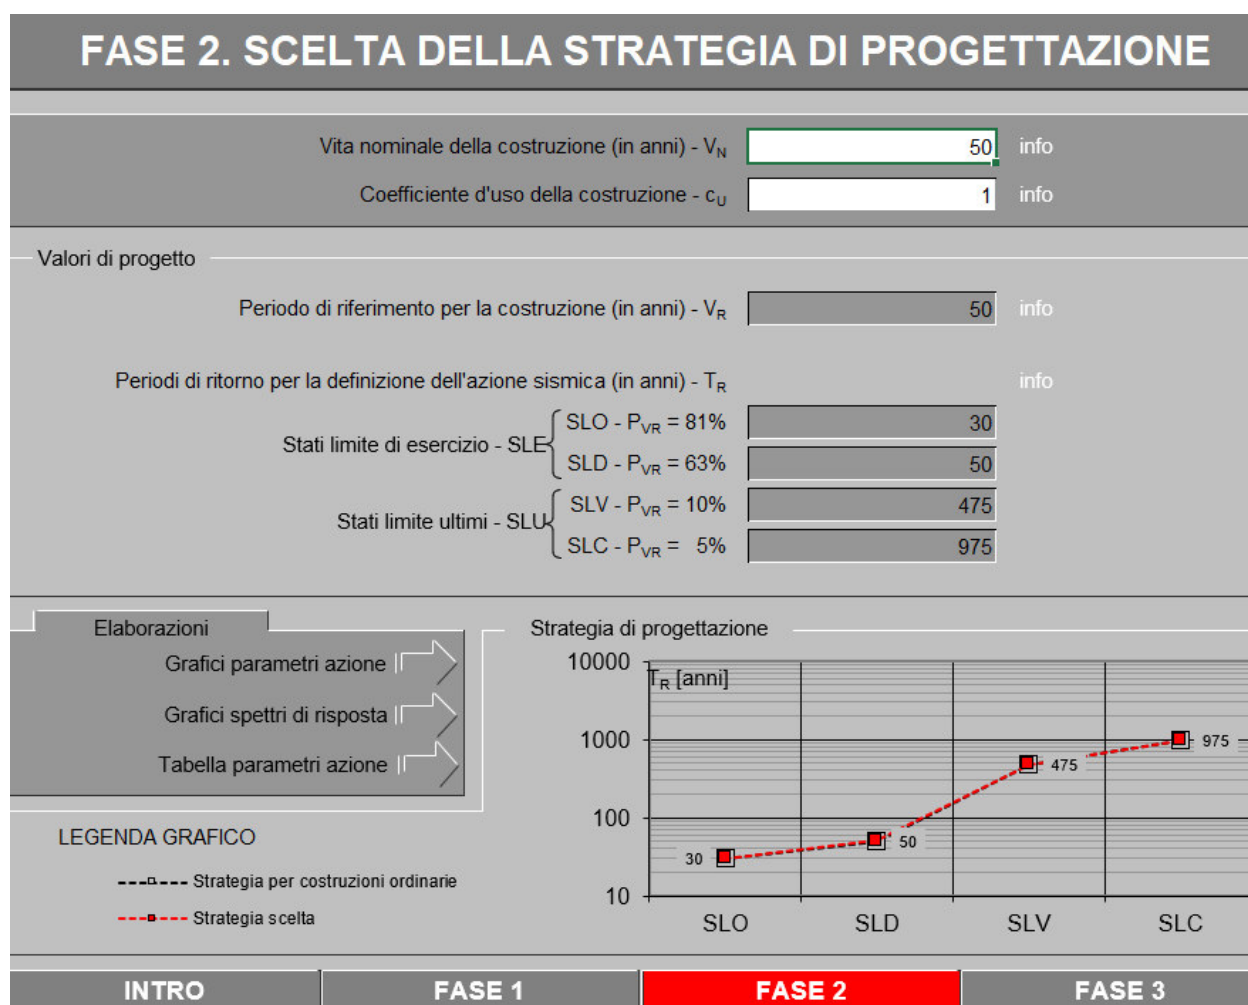 FASE 2. SCELTA DELLA STRATEGIA DI PROGETTAZIONE
Vita nominale della costruzione (in anni) - VN 50 info
Coefficiente d'uso della costruzione - cU 1 info
Valori di progetto
Periodo di riferimento per la costruzione (in anni) - VR 50 info
Periodi di ritorno per la definizione dell'azione sismica (in anni) - TR info
Stati limite di esercizio - SLE
SLO - PVR = 81% 30
SLD - PVR = 63% 50
Stati limite ultimi - SLU
SLV - PVR = 10% 475
SLC - PVR = 5% 975
Elaborazioni
Grafici parametri azione
Grafici spettri di risposta
Tabella parametri azione
LEGENDA GRAFICO
Strategia per costruzioni ordinarie
Strategia scelta
Strategia di progettazione
10000
TR [anni]
1000
975
475
100
50
30
10
SLO SLD SLV SLC
INTRO FASE 1 FASE 2 FASE 3